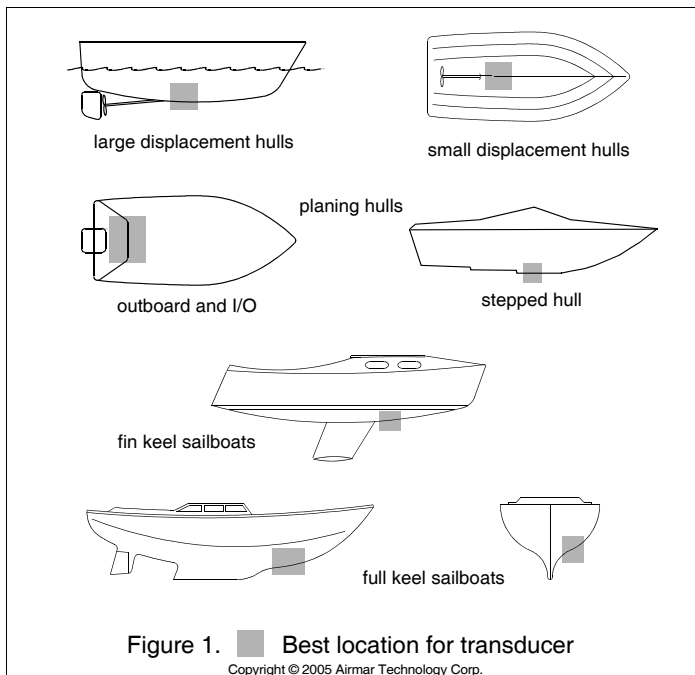 large displacement hulls
small displacement hulls
planing hulls
outboard and I/O
stepped hull
fin keel sailboats
full keel sailboats
Figure 1. Best location for transducer
Copyright © 2005 Airmar Technology Corp.